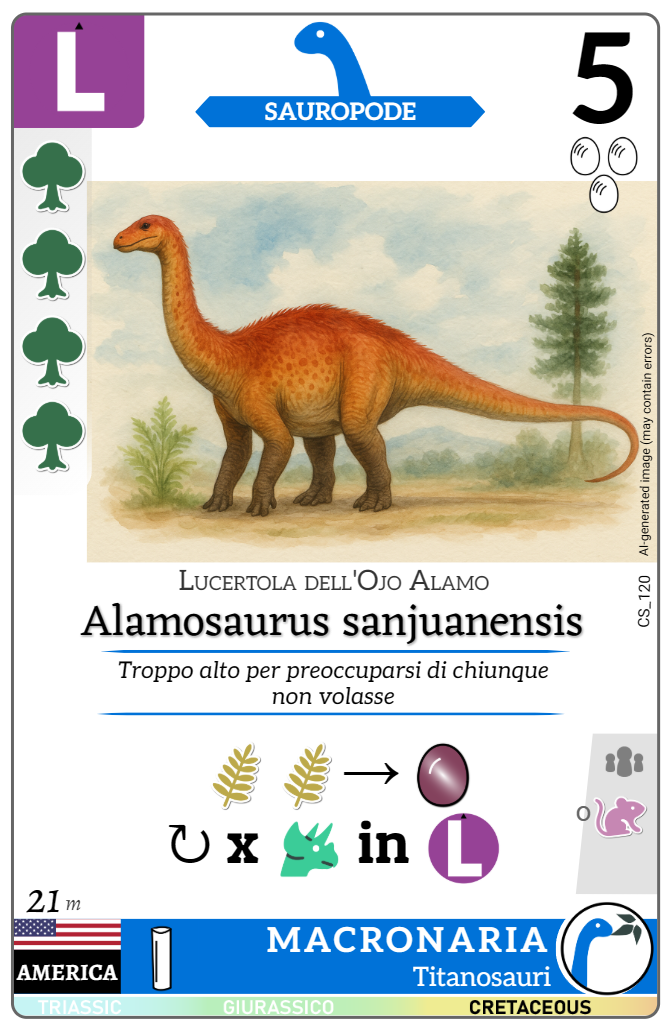 L
SAUROPODE
5
AI-generated image (may contain errors)
CS_120
Lucertola dell'Ojo Alamo
Alamosaurus sanjuanensis
Troppo alto per preoccuparsi di chiunque
non volasse
x in L
O
21 m
AMERICA
MACRONARIA
Titanosauri
TRIASSIC GIURASSICO CRETACEOUS